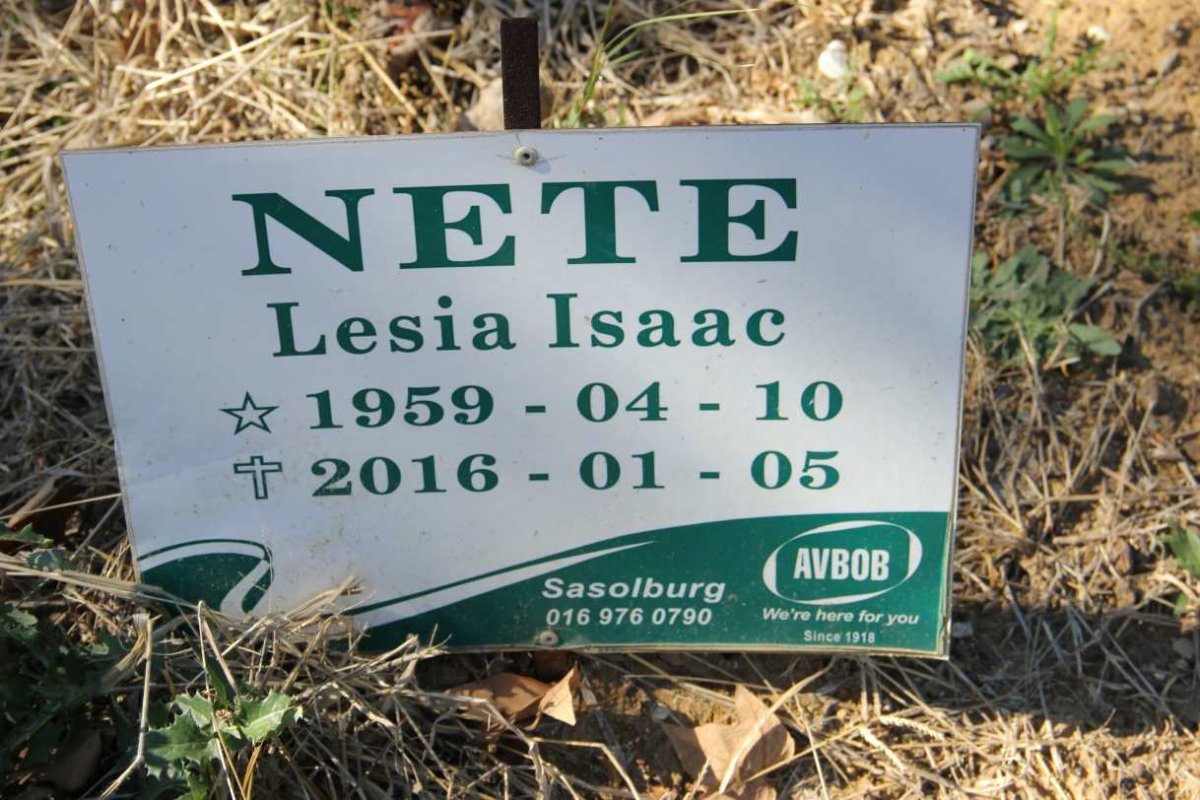 NETE
Lesia Isaac
☆ 1959 - 04 - 10
✝ 2016 - 01 - 05
Sasolburg
016 976 0790
AVBOB
We're here for you
Since 1918